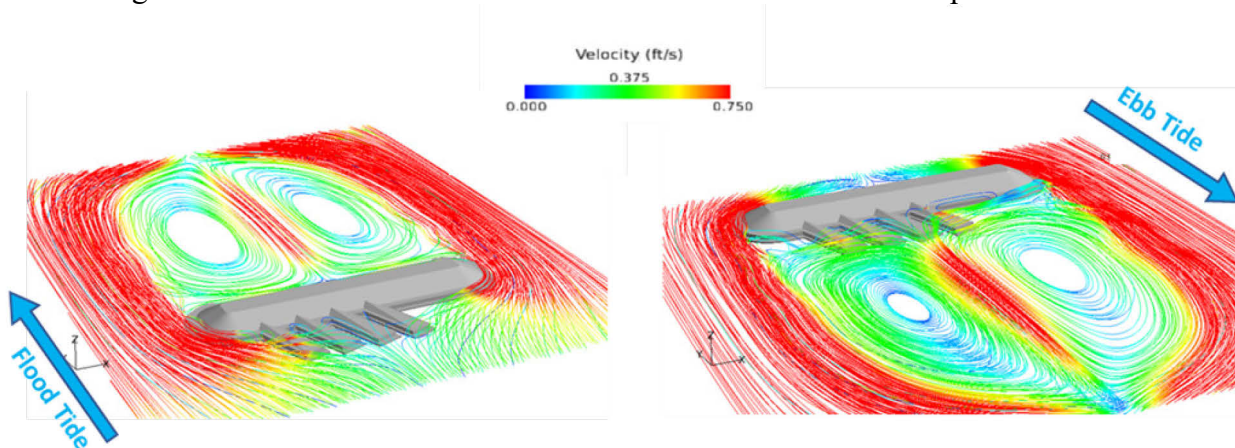 Velocity (ft/s)
0.375
0.000 0.750
Ebb Tide
Flood Tide
Z
X
Z
Y X